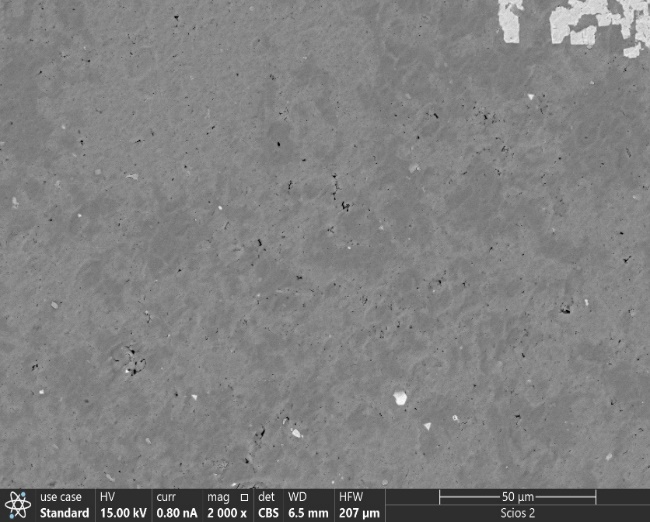 use case HV curr mag det WD HFW 50 µm
Standard 15.00 kV 0.80 nA 2 000 x CBS 6.5 mm 207 µm Scios 2